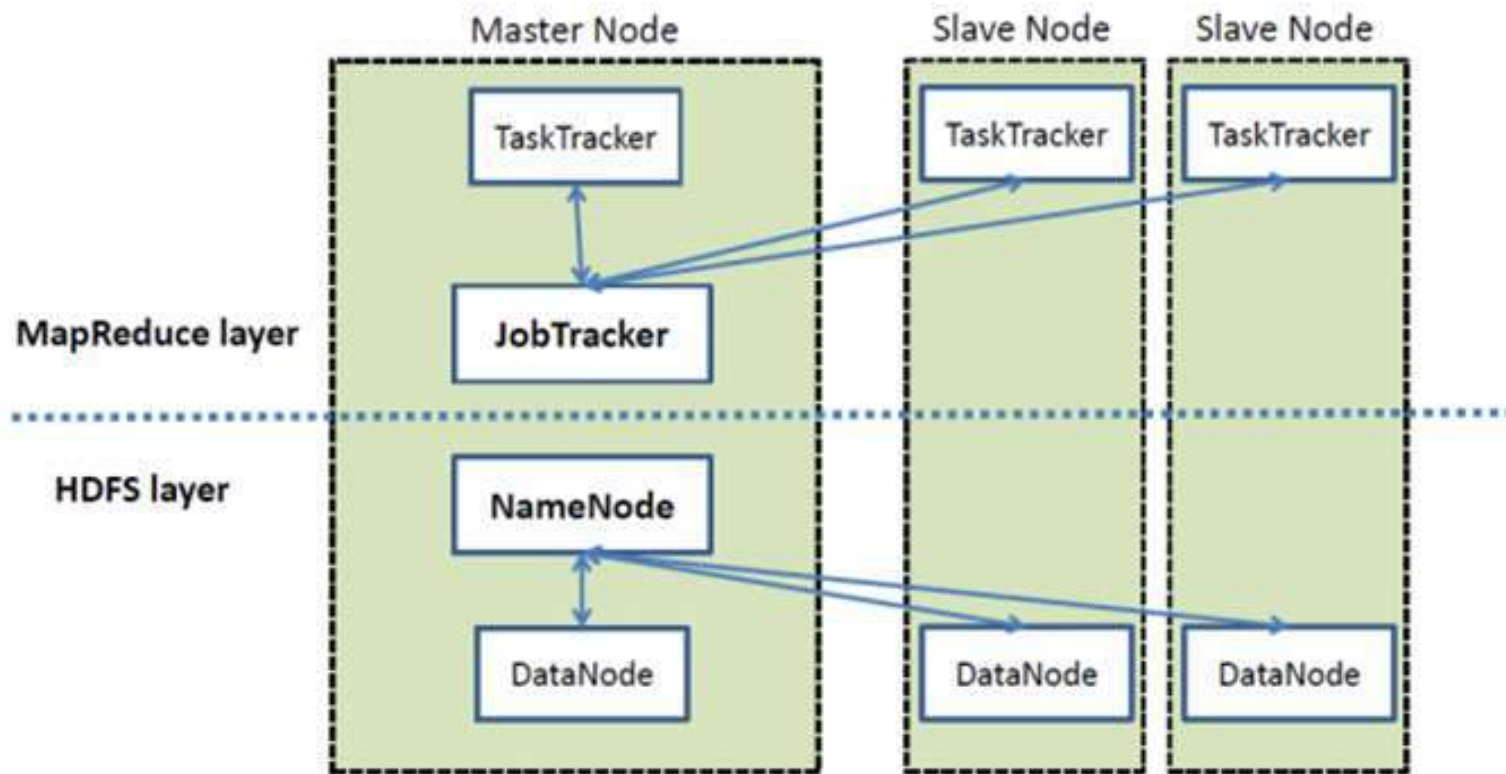 Master Node
Slave Node
Slave Node
TaskTracker
TaskTracker
TaskTracker
MapReduce layer
JobTracker
HDFS layer
NameNode
DataNode
DataNode
DataNode